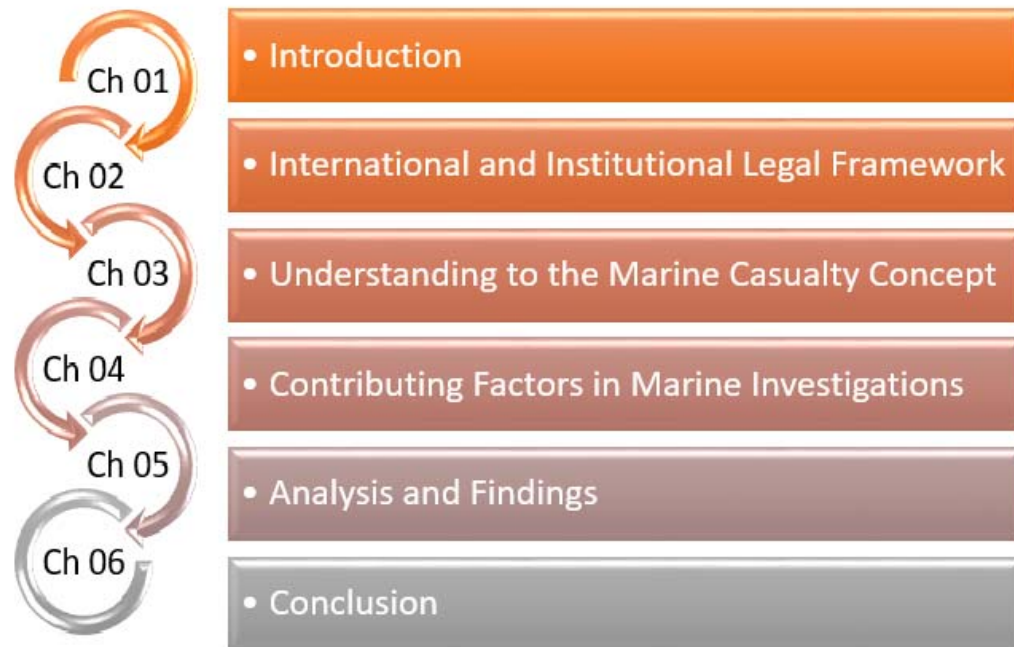 Ch 01
• Introduction
Ch 02
• International and Institutional Legal Framework
Ch 03
• Understanding to the Marine Casualty Concept
Ch 04
• Contributing Factors in Marine Investigations
Ch 05
• Analysis and Findings
Ch 06
• Conclusion